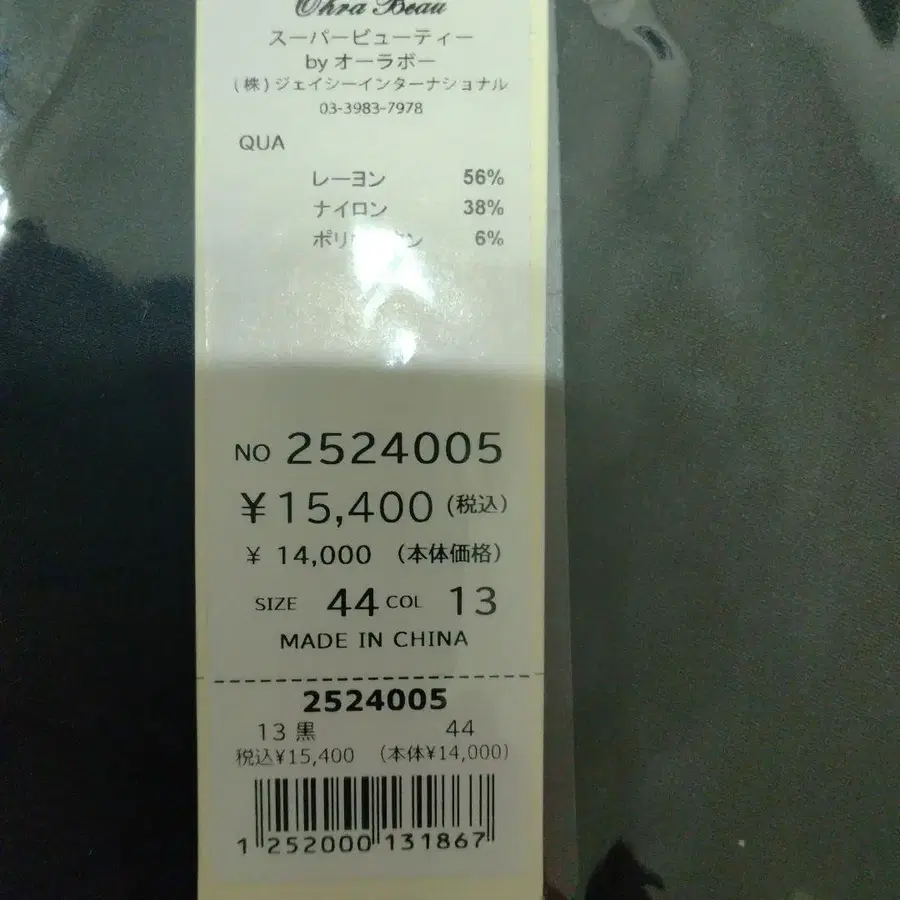 Ohra Beau
スーパービューティー
by オーラボー
(株)ジェイシーインターナショナル
03-3983-7978
QUA
レーヨン 56%
ナイロン 38%
6%
NO 2524005
¥15,400 (税込)
¥ 14,000 (本体価格)
SIZE 44 COL 13
MADE IN CHINA
2524005
13 黒 44
税込¥15,400 (本体¥14,000)
1 252000 131867